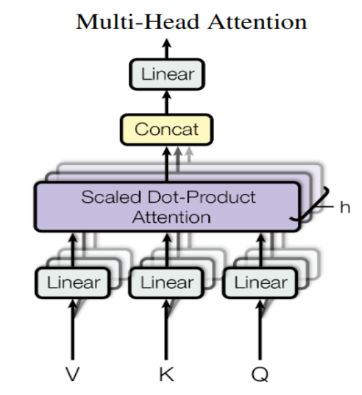 Multi-Head Attention
Linear
Concat
Scaled Dot-Product
Attention
h
Linear Linear Linear
V K Q